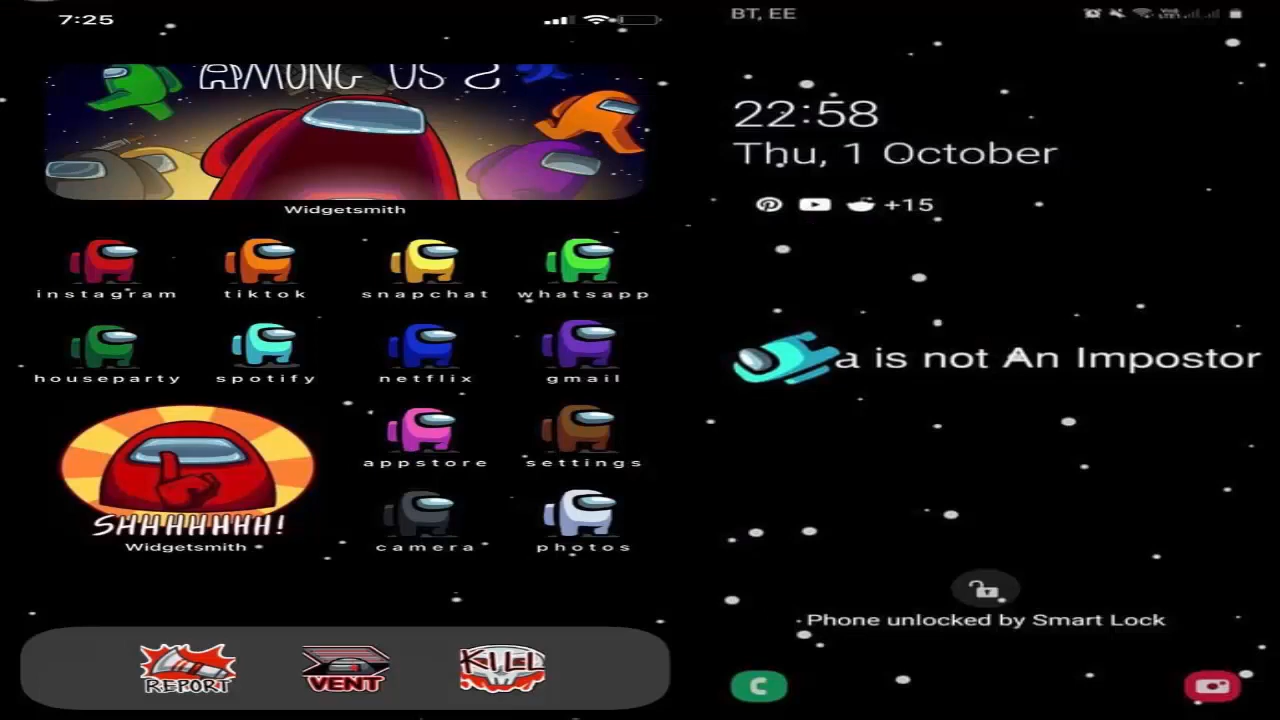 7:25
AMONG US 2
Widgetsmith
instagram tiktok snapchat whatsapp
houseparty spotify netflix gmail
SHHHHHHH!
Widgetsmith
appstore settings
camera photos
REPORT VENT KILL
BT, EE
22:58
Thu, 1 October
+15
a is not An Impostor
Phone unlocked by Smart Lock